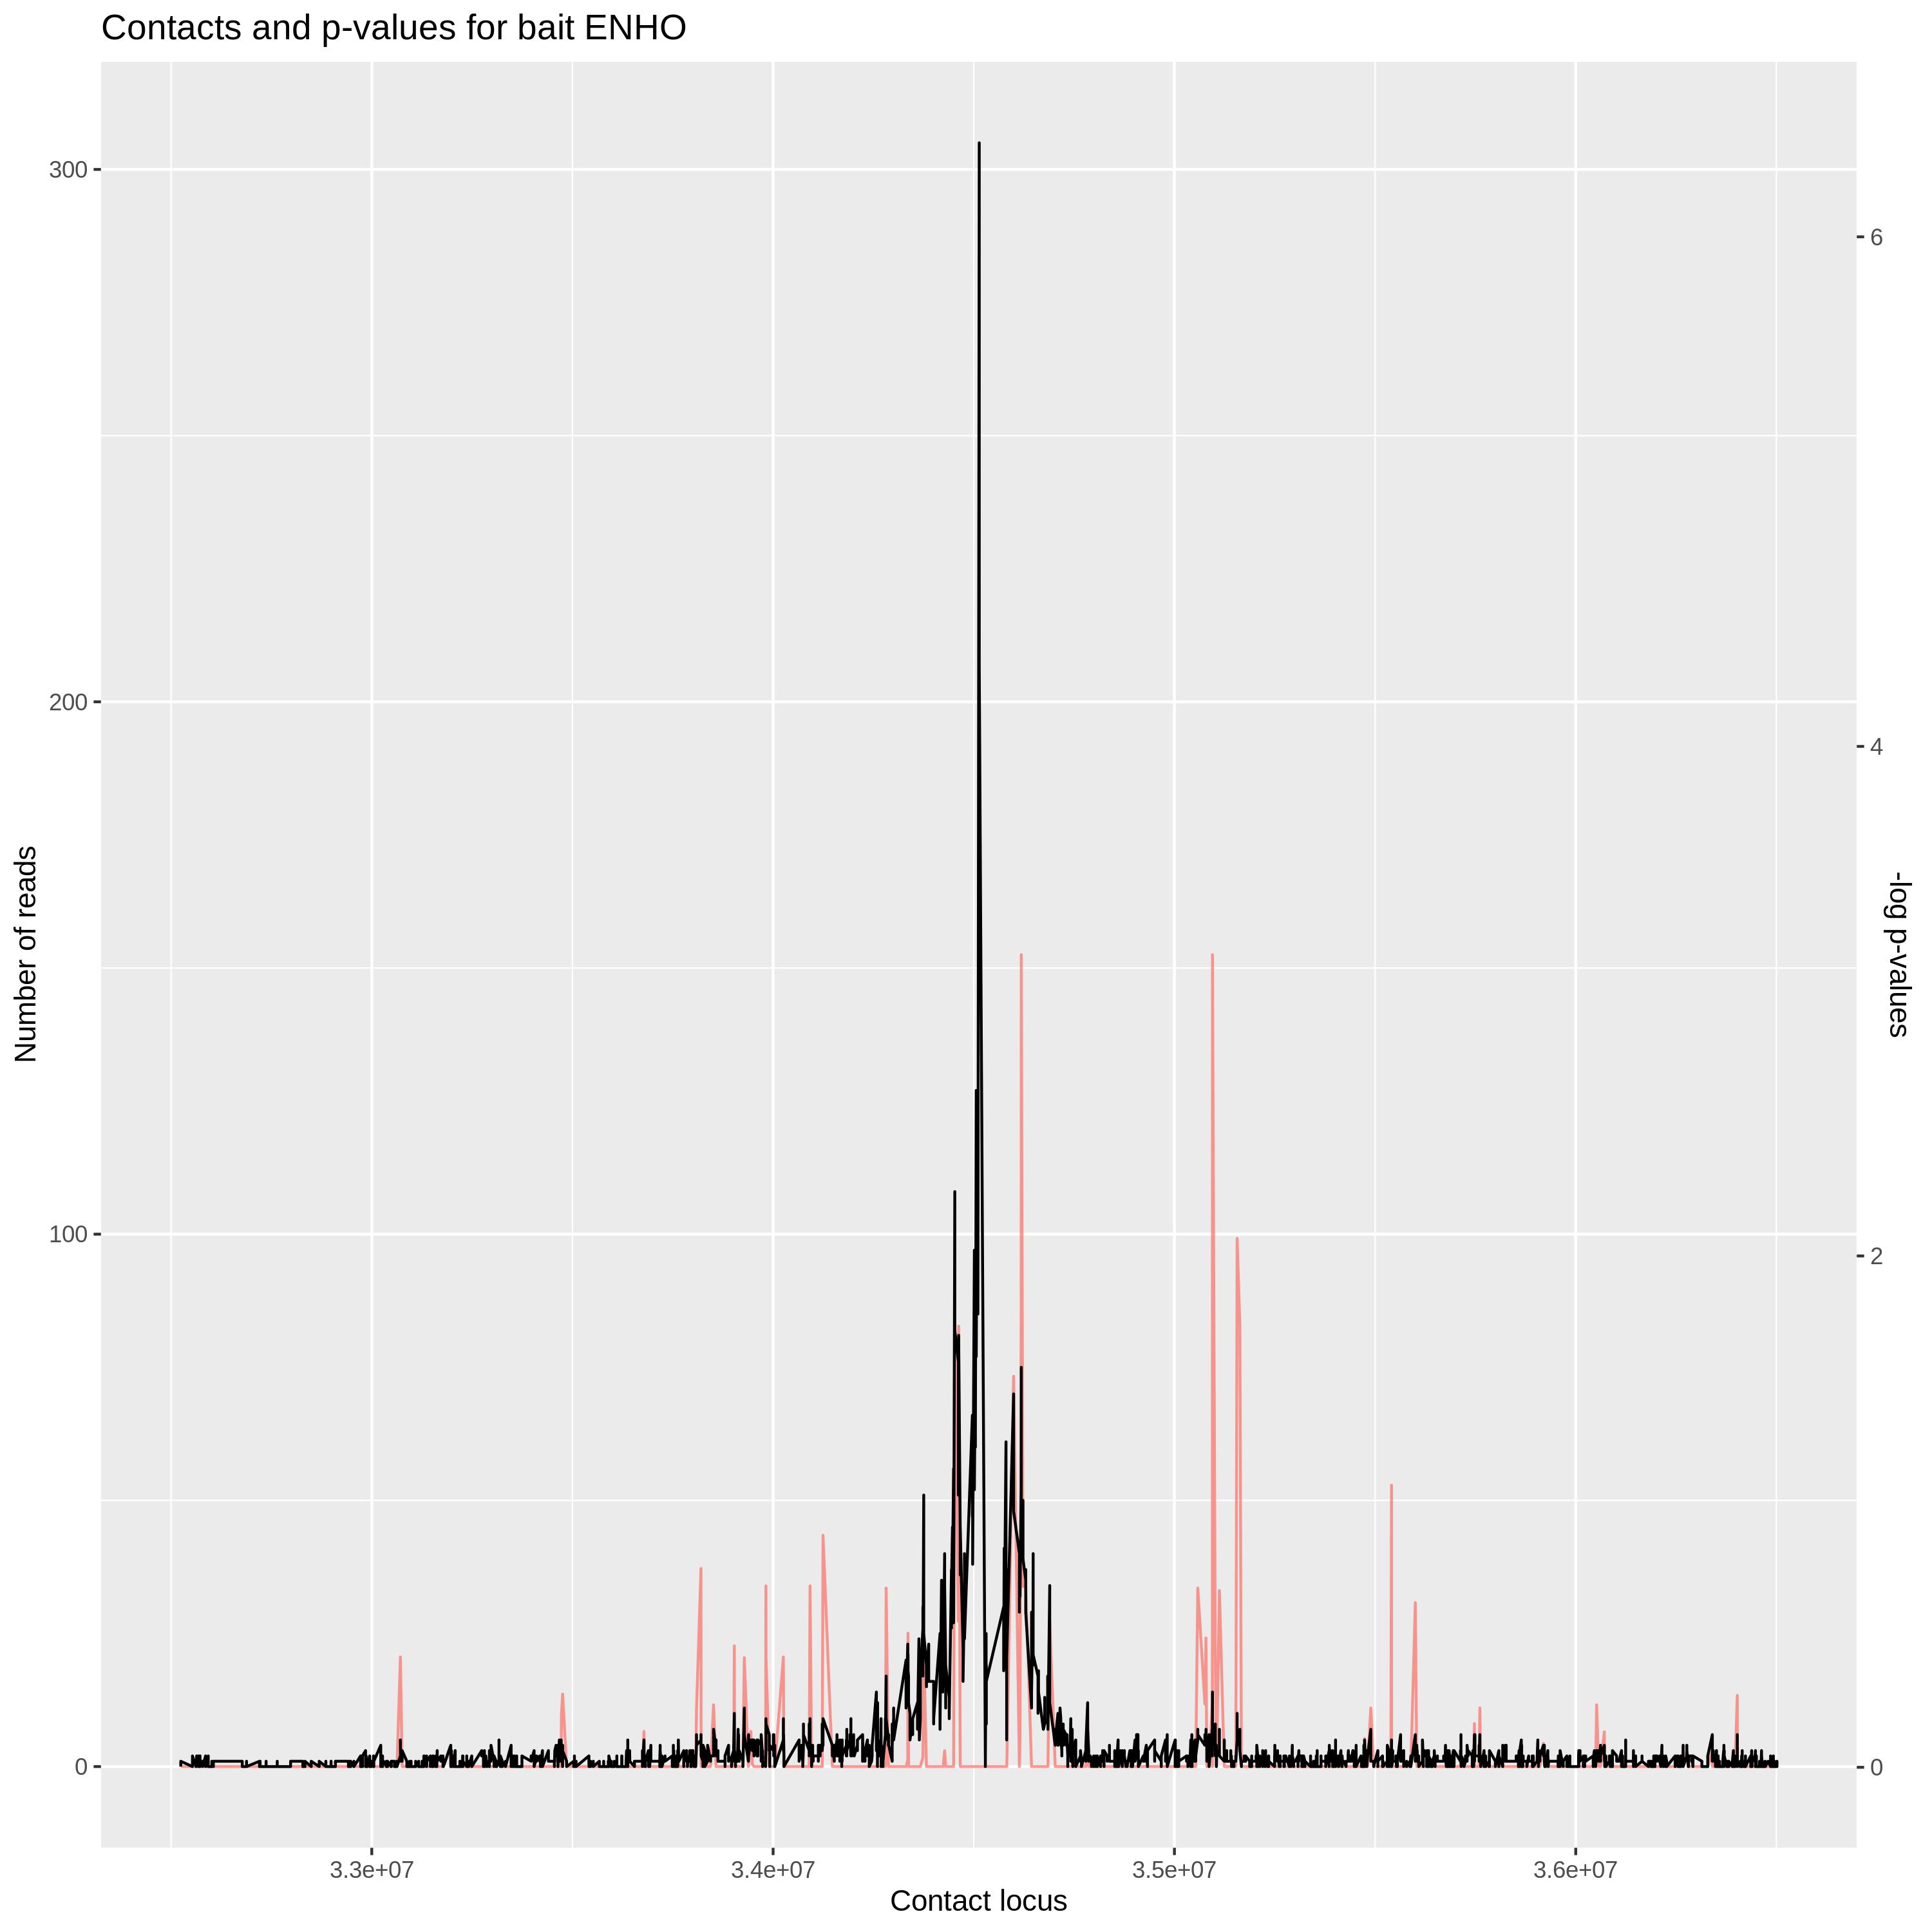 Contacts and p-values for bait ENHO
300
200
100
0
Number of reads
6
4
2
0
-log p-values
3.3e+07 3.4e+07 3.5e+07 3.6e+07
Contact locus